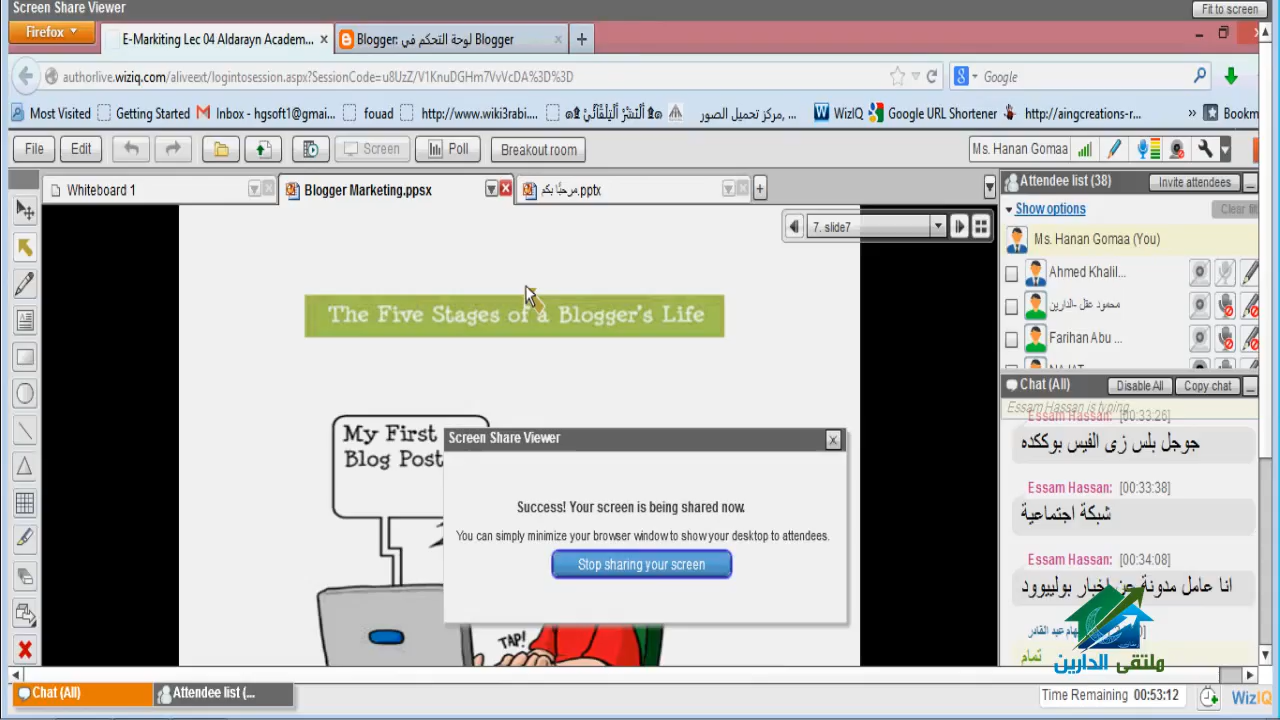 Screen Share Viewer
Fit to screen
Firefox
E-Markiting Lec 04 Aldarayn Academ...
Blogger: لوحة التحكم في Blogger
authorlive.wiziq.com/aliveext/logintosession.aspx?SessionCode=u8UzZ/V1KnuDGHm7VvVcDA%3D%3D
Google
Most Visited
Getting Started
Inbox - hgsoft1@gmai...
fouad
http://www.wiki3rabi...
مركز تحميل الصور, ...
WizIQ
Google URL Shortener
http://aingcreations-r...
»
Bookm
File
Edit
Screen
Poll
Breakout room
Ms. Hanan Gomaa
Whiteboard 1
Blogger Marketing.ppsx
مرحبًا بكم.pptx
Attendee list (38)
Invite attendees
Show options
Clear fil
7. slide7
Ms. Hanan Gomaa (You)
Ahmed Khalil...
محمود عقل -الدارين
Farihan Abu ...
The Five Stages of a Blogger's Life
Chat (All)
Disable All
Copy chat
Essam Hassan is typing
Essam Hassan: [00:33:26]
جوجل بلس زى الفيس بوككده
Essam Hassan: [00:33:38]
شبكة اجتماعية
Essam Hassan: [00:34:08]
انا عامل مدونة عن اخبار بوليوود
تمام
ملتقى الدارين
My First
Blog Post
Screen Share Viewer
Success! Your screen is being shared now.
You can simply minimize your browser window to show your desktop to attendees.
Stop sharing your screen
TAP!
Chat (All)
Attendee list (...
Time Remaining 00:53:12
WizIQ